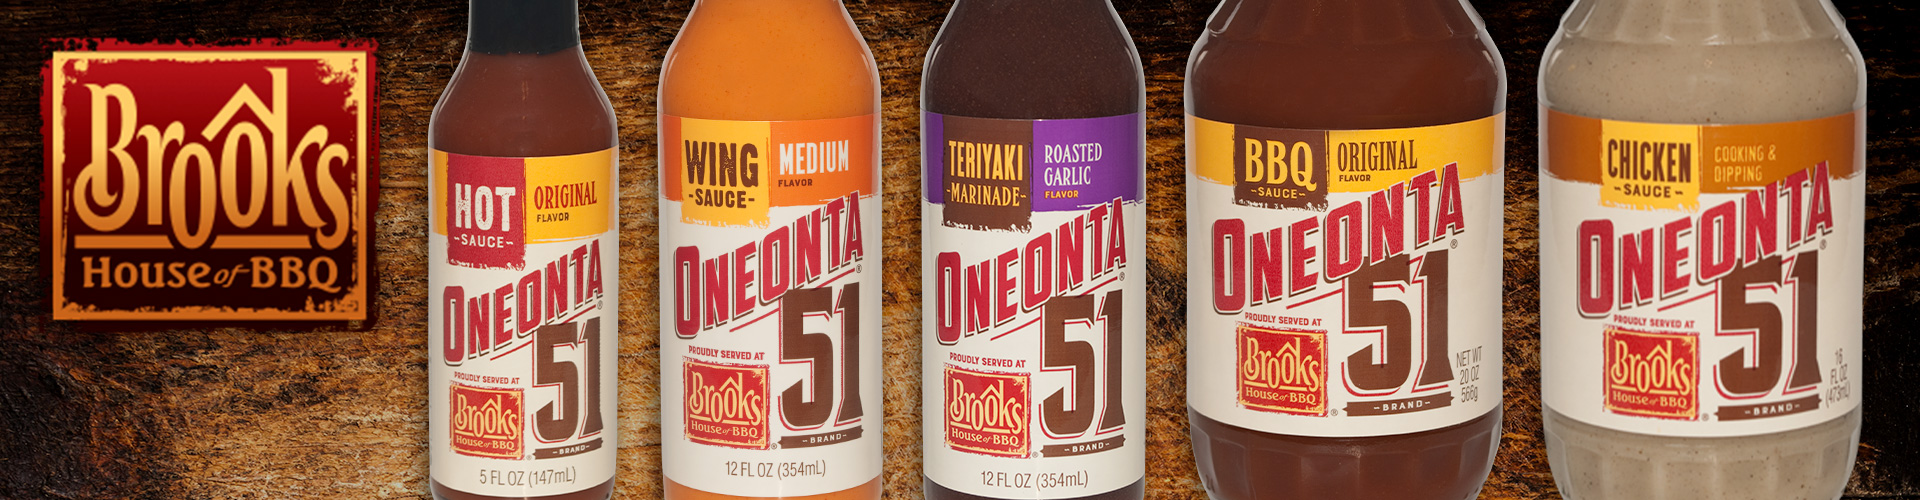 Brooks
House of BBQ
HOT
-SAUCE-
ORIGINAL
FLAVOR
ONEONTA®
51
PROUDLY SERVED AT
Brooks
House of BBQ
-BRAND-
5 FL OZ (147mL)
WING
-SAUCE-
MEDIUM
FLAVOR
ONEONTA®
51
PROUDLY SERVED AT
Brooks
House of BBQ®
-BRAND-
12 FL OZ (354mL)
TERIYAKI
-MARINADE-
ROASTED
GARLIC
FLAVOR
ONEONTA®
51
PROUDLY SERVED AT
Brooks
House of BBQ®
-BRAND-
12 FL OZ (354mL)
BBQ
-SAUCE-
ORIGINAL
FLAVOR
ONEONTA®
51
PROUDLY SERVED AT
Brooks
House of BBQ®
-BRAND-
NET WT
20 OZ
566g
CHICKEN
-SAUCE-
COOKING &
DIPPING
ONEONTA®
51
PROUDLY SERVED AT
Brooks
House of BBQ®
-BRAND-
16
FL OZ
(473mL)